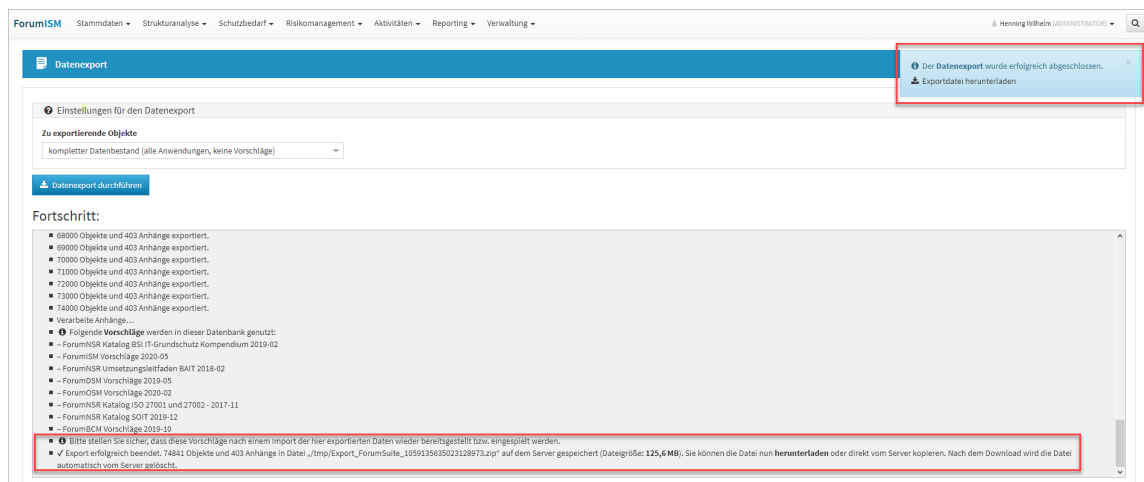 ForumISM Stammdaten Strukturanalyse Schutzbedarf Risikomanagement Aktivitäten Reporting Verwaltung Henning Wilhelm (ADMINISTRATOR)
Datenexport
Der Datenexport wurde erfolgreich abgeschlossen. ×
Exportdatei herunterladen
Einstellungen für den Datenexport
Zu exportierende Objekte
kompletter Datenbestand (alle Anwendungen, keine Vorschläge)
Datenexport durchführen
Fortschritt:
68000 Objekte und 403 Anhänge exportiert.
69000 Objekte und 403 Anhänge exportiert.
70000 Objekte und 403 Anhänge exportiert.
71000 Objekte und 403 Anhänge exportiert.
72000 Objekte und 403 Anhänge exportiert.
73000 Objekte und 403 Anhänge exportiert.
74000 Objekte und 403 Anhänge exportiert.
Verarbeite Anhänge...
Folgende Vorschläge werden in dieser Datenbank genutzt:
– ForumNSR Katalog BSI IT-Grundschutz Kompendium 2019-02
– ForumISM Vorschläge 2020-05
– ForumNSR Umsetzungsleitfaden BAIT 2018-02
– ForumDSM Vorschläge 2019-05
– ForumOSM Vorschläge 2020-02
– ForumNSR Katalog ISO 27001 und 27002 - 2017-11
– ForumNSR Katalog SOIT 2019-12
– ForumBCM Vorschläge 2019-10
Bitte stellen Sie sicher, dass diese Vorschläge nach einem Import der hier exportierten Daten wieder bereitsgestellt bzw. eingespielt werden.
✓ Export erfolgreich beendet. 74841 Objekte und 403 Anhänge in Datei „/tmp/Export_ForumSuite_1059135635023128973.zip“ auf dem Server gespeichert (Dateigröße: 125,6 MB). Sie können die Datei nun herunterladen oder direkt vom Server kopieren. Nach dem Download wird die Datei
automatisch vom Server gelöscht.